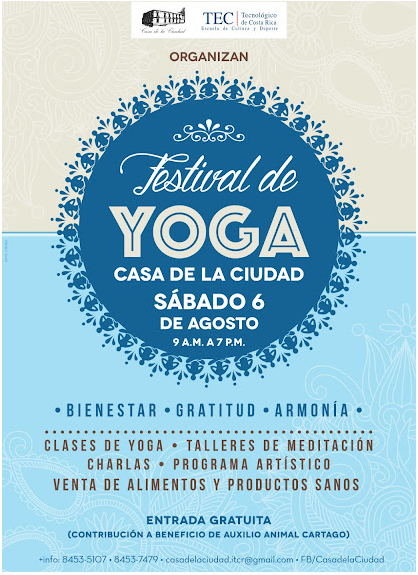 Casa de la Ciudad
TEC | Tecnológico
de Costa Rica
Escuela de Cultura y Deporte
ORGANIZAN
Festival de
YOGA
CASA DE LA CIUDAD
SÁBADO 6
DE AGOSTO
9 A.M. A 7 P.M.
• BIENESTAR • GRATITUD • ARMONÍA •
CLASES DE YOGA • TALLERES DE MEDITACIÓN
CHARLAS • PROGRAMA ARTÍSTICO
VENTA DE ALIMENTOS Y PRODUCTOS SANOS
ENTRADA GRATUITA
(CONTRIBUCIÓN A BENEFICIO DE AUXILIO ANIMAL CARTAGO)
+info: 8453-5107 • 8453-7479 • casadelaciudad.itcr@gmail.com • FB/CasadelaCiudad